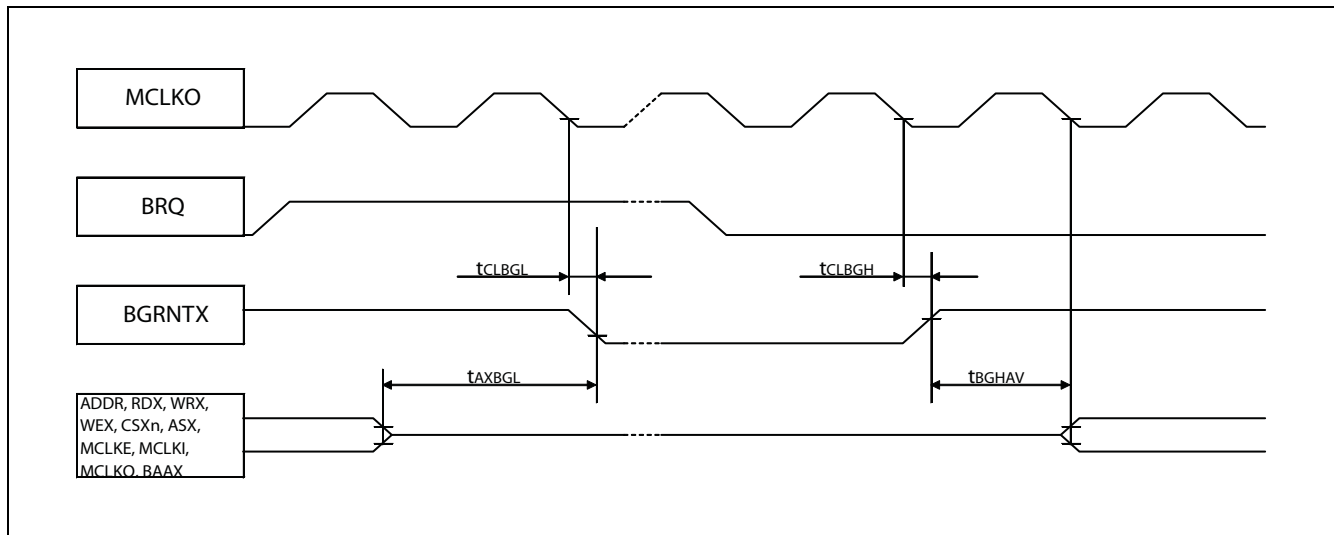 MCLKO
BRQ
tCLBGL
tCLBGH
BGRNTX
tAXBGL
tBGHAV
ADDR, RDX, WRX,
WEX, CSXn, ASX,
MCLKE, MCLKI,
MCLKO, BAAX